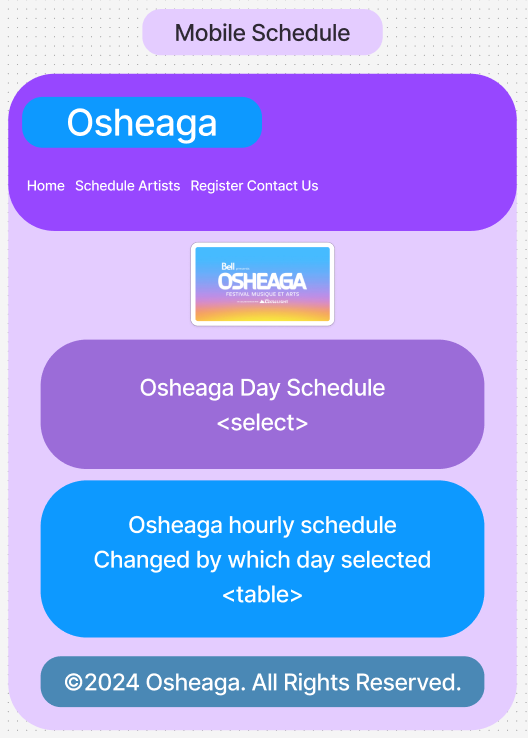 Mobile Schedule
Osheaga
Home Schedule Artists Register Contact Us
Bell
OSHEAGA
FESTIVAL MUSIQUE ET ARTS
Osheaga Day Schedule
<select>
Osheaga hourly schedule
Changed by which day selected
<table>
©2024 Osheaga. All Rights Reserved.